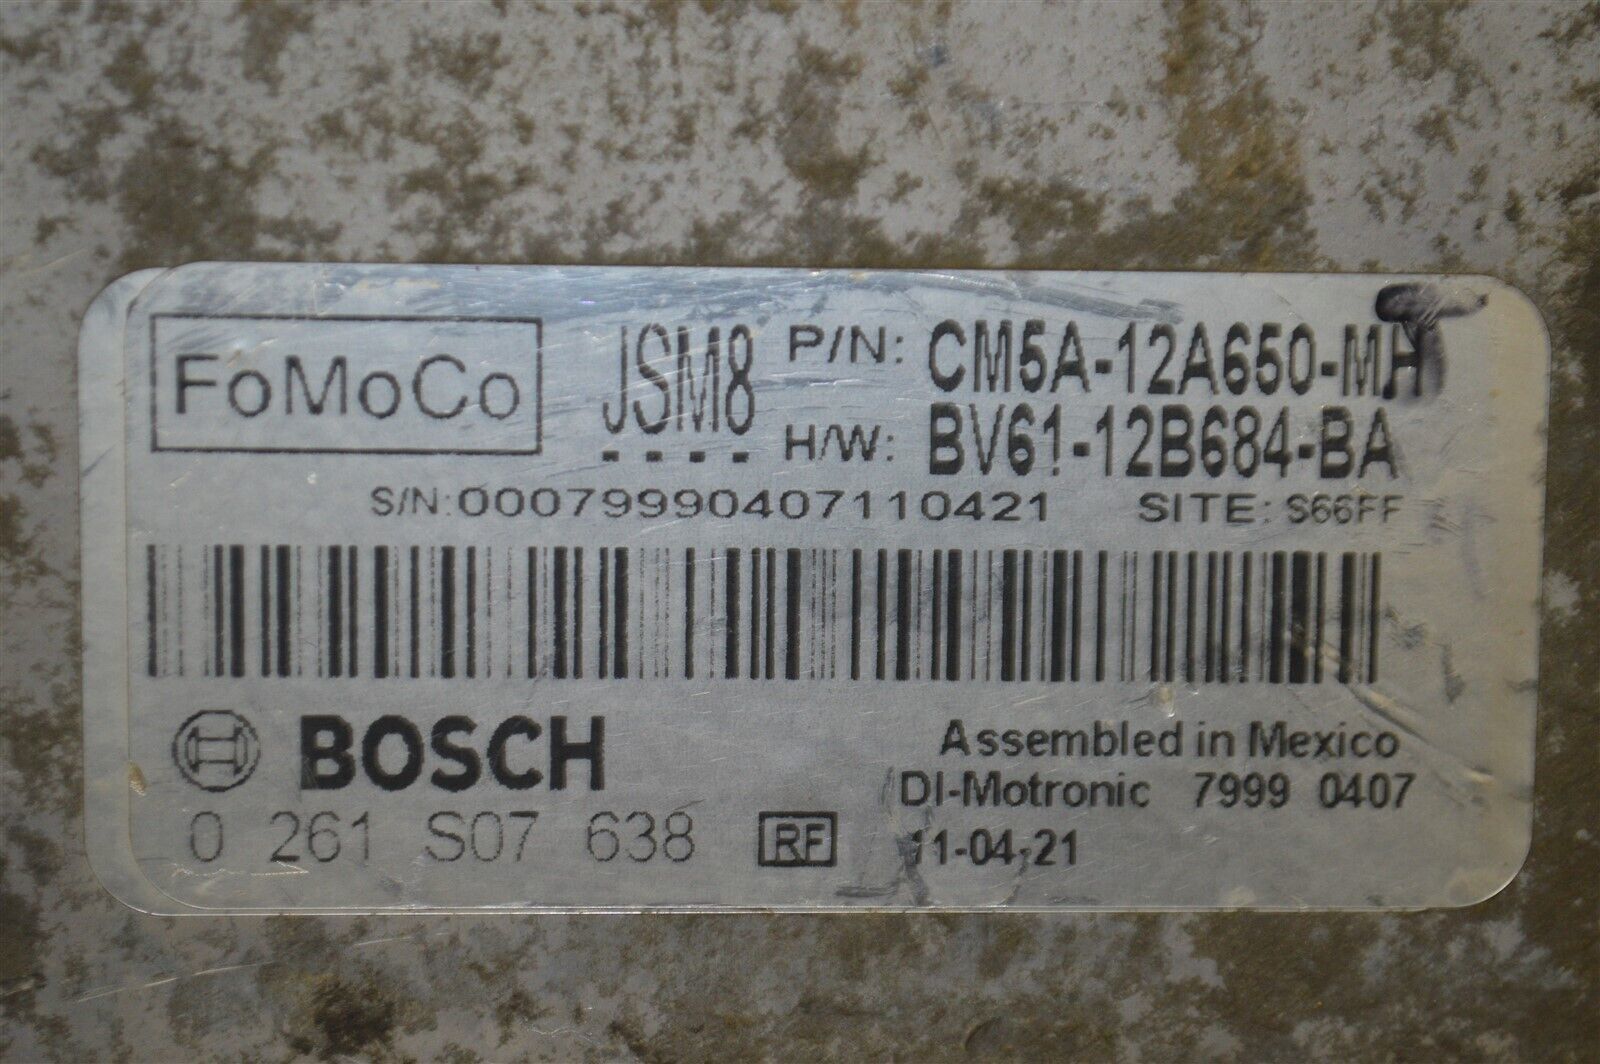 FoMoCo JSM8 P/N: CM5A-12A650-MH
---- H/W: BV61-12B684-BA
S/N:00079990407110421 SITE: S66FF
BOSCH Assembled in Mexico
DI-Motronic 7999 0407
0 261 S07 638 RF 11-04-21